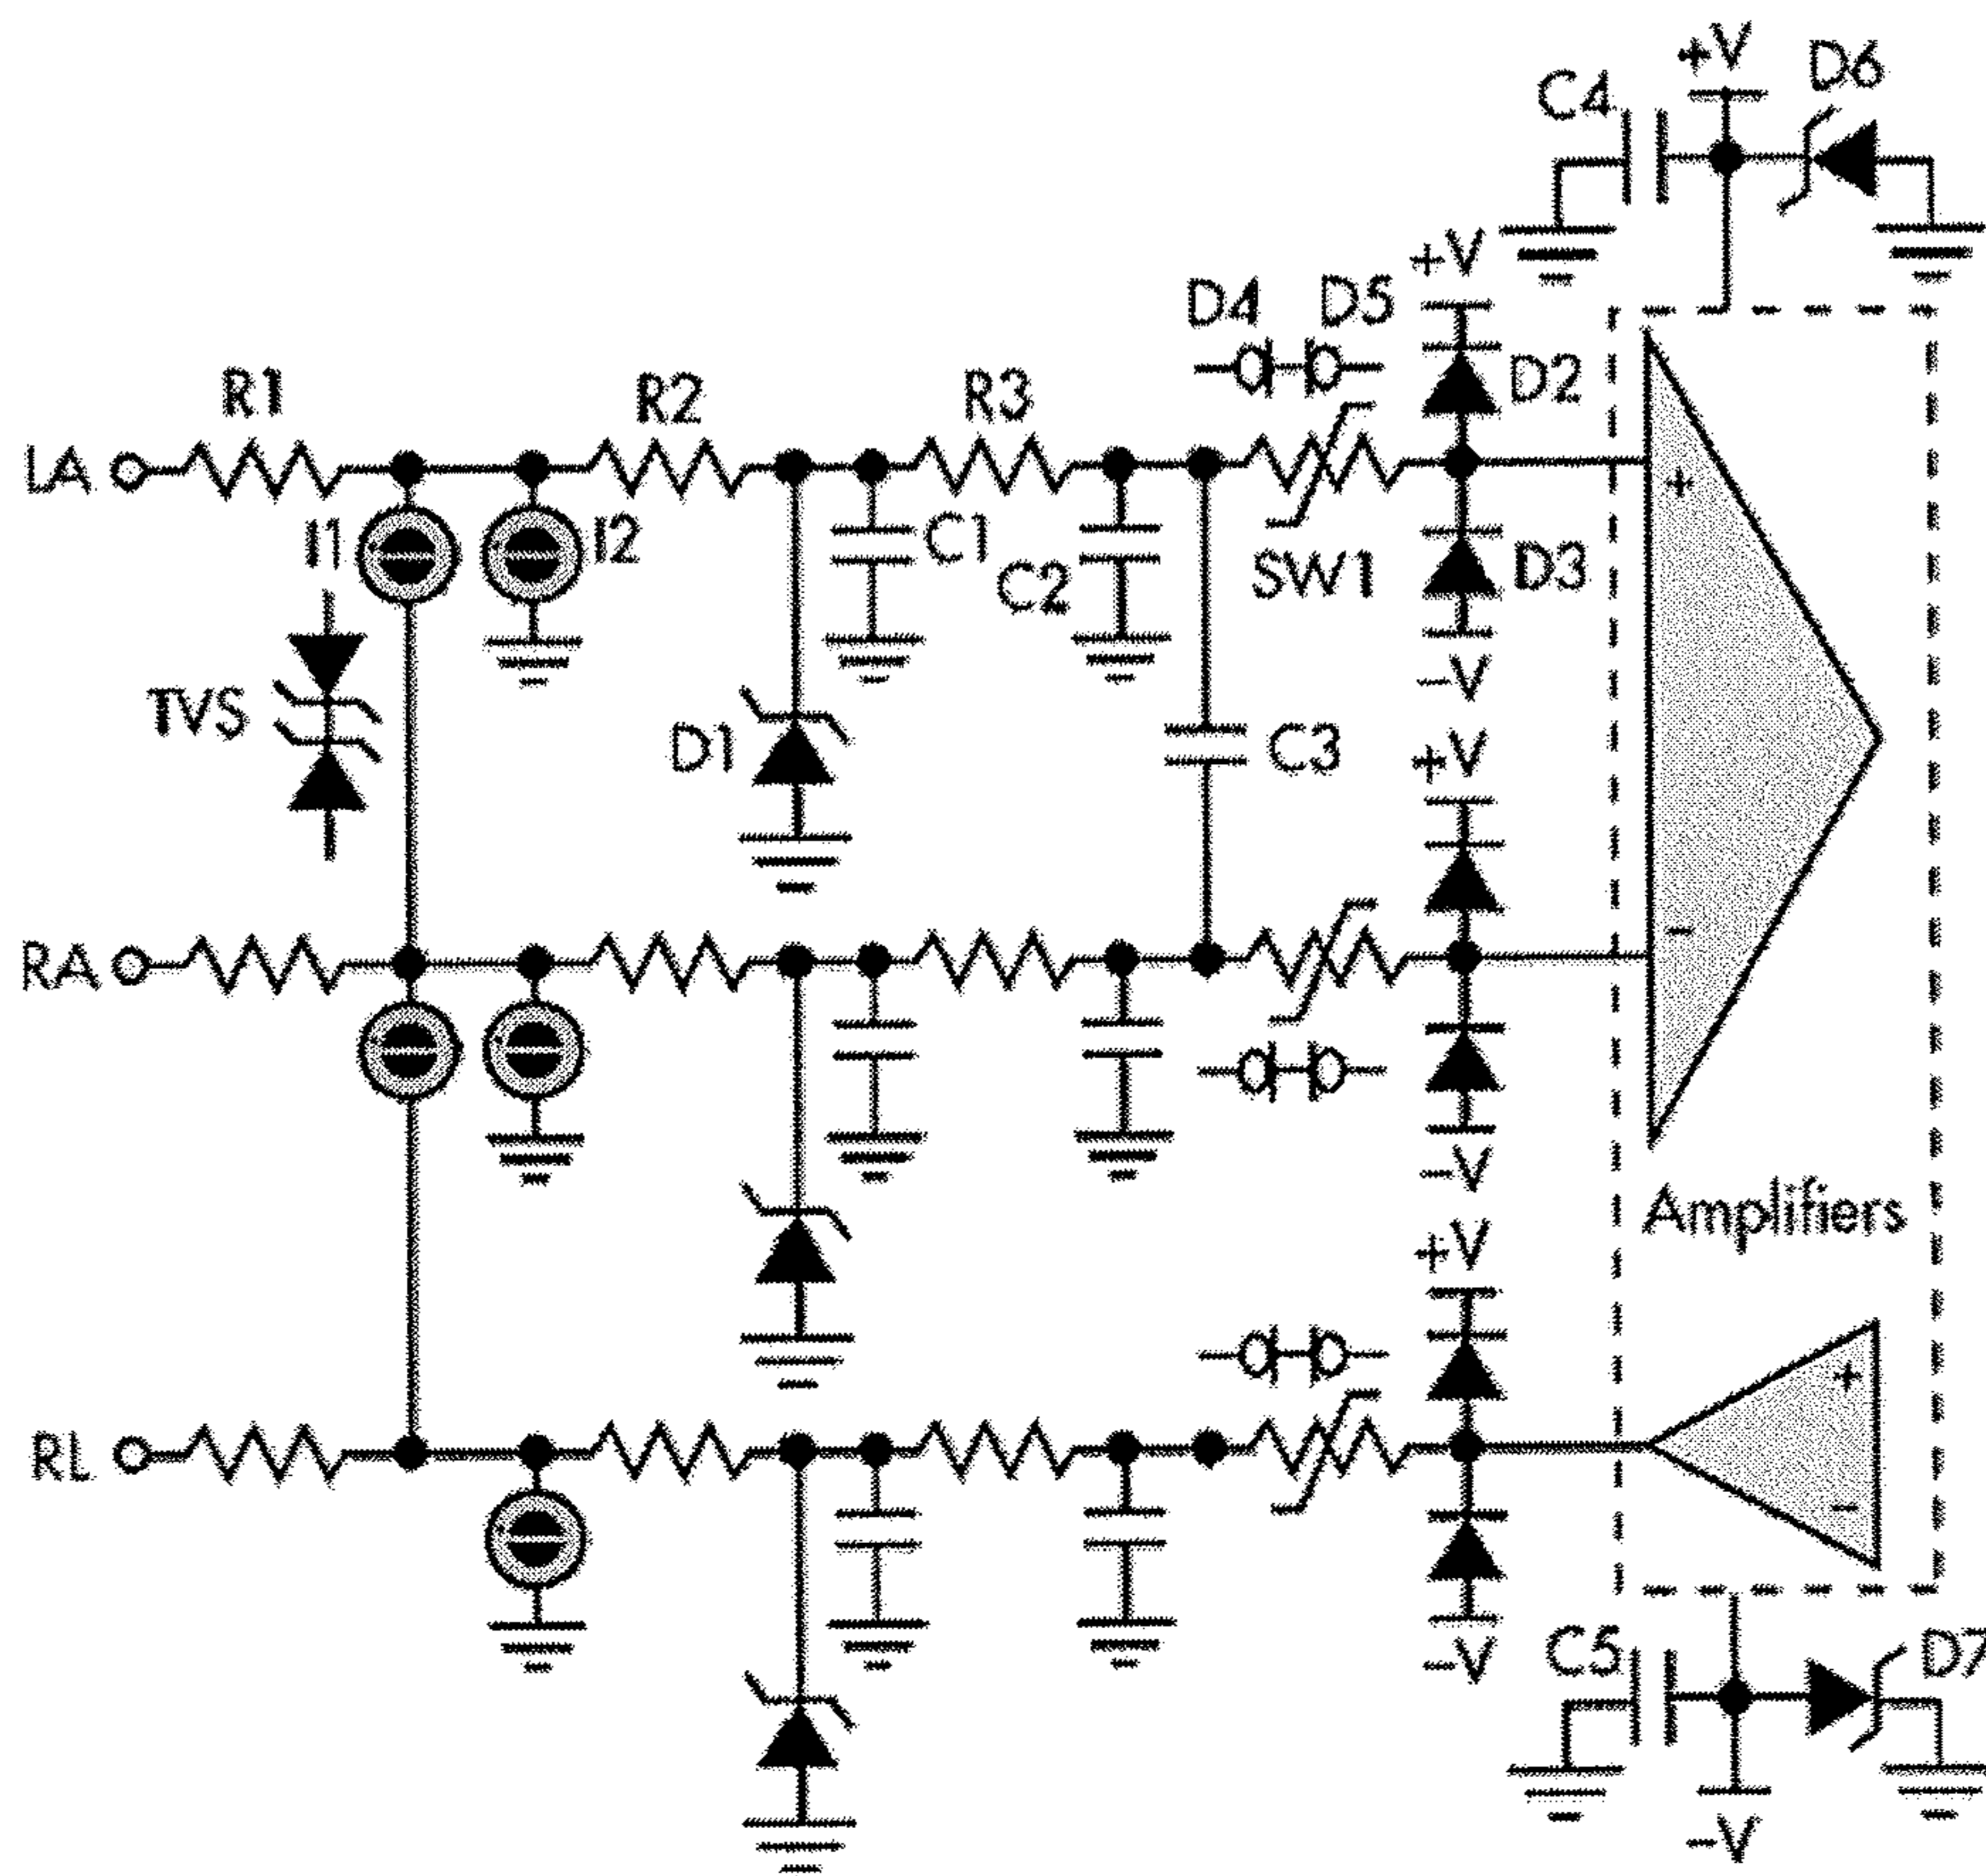 +V
C4
D6
+V
D4
D5
D2
R1
R2
R3
LA
+
I1
I2
C1
C2
SW1
D3
-V
TVS
D1
C3
+V
-
RA
-V
Amplifiers
+V
+
RL
-
-V
C5
D7
-V